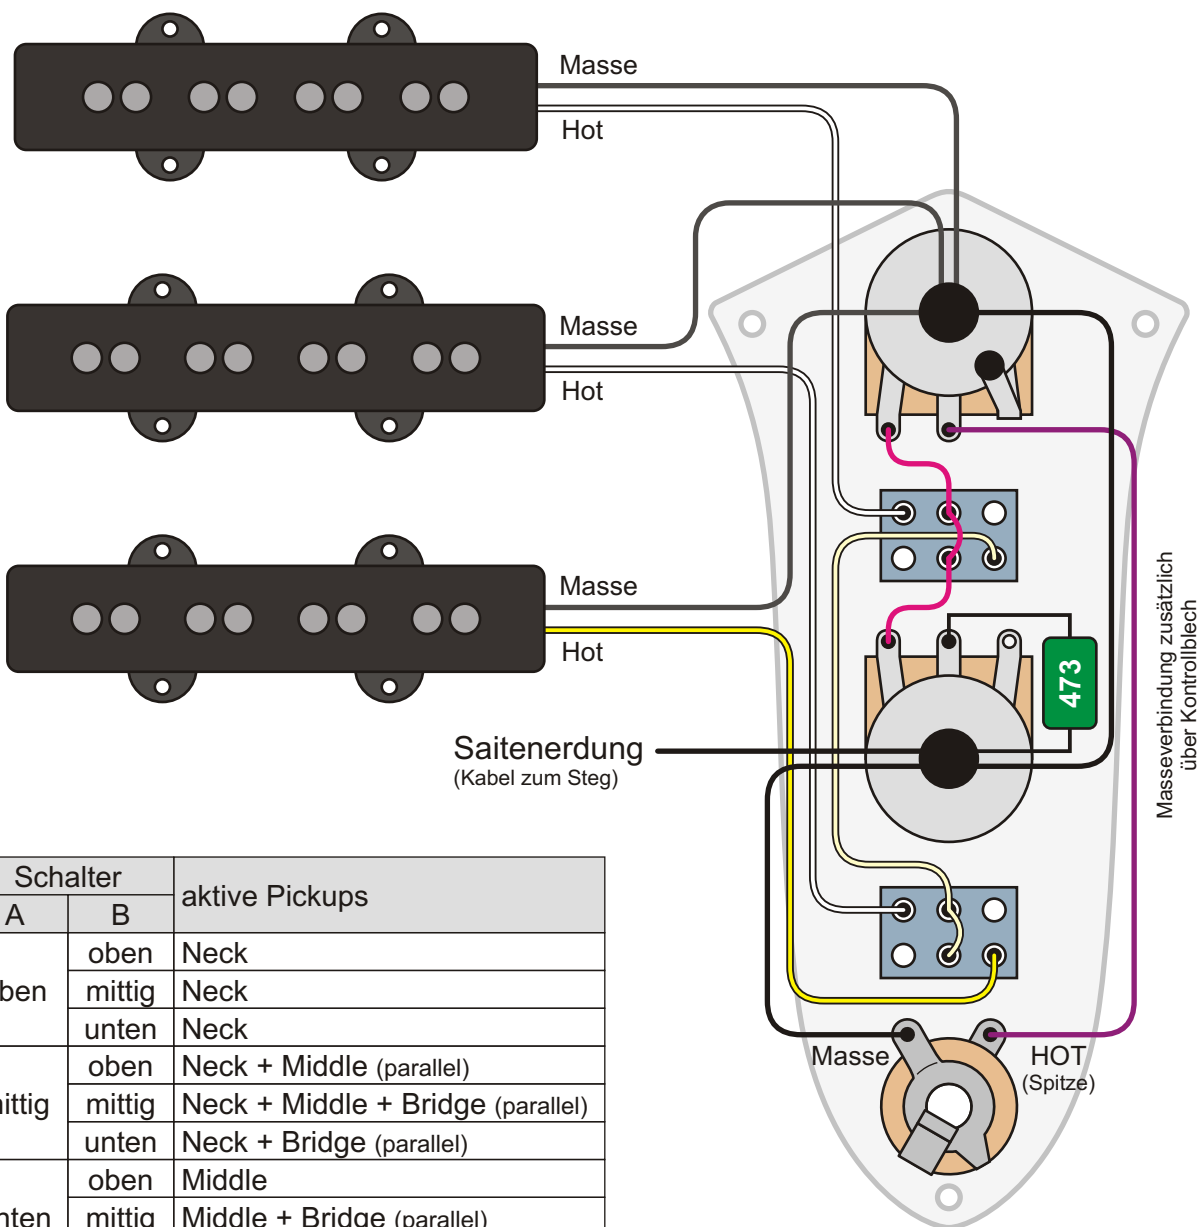 Masse
Hot
Masse
Hot
Masse
Hot
Masseverbindung zusätzlich
über Kontrollblech
473
Saitenerdung
(Kabel zum Steg)
Masse
HOT
(Spitze)
Schalter
aktive Pickups
A
B
oben
Neck
mittig
Neck
unten
Neck
oben
Neck + Middle (parallel)
mittig
Neck + Middle + Bridge (parallel)
unten
Neck + Bridge (parallel)
oben
Middle
mittig
Middle + Bridge (parallel)